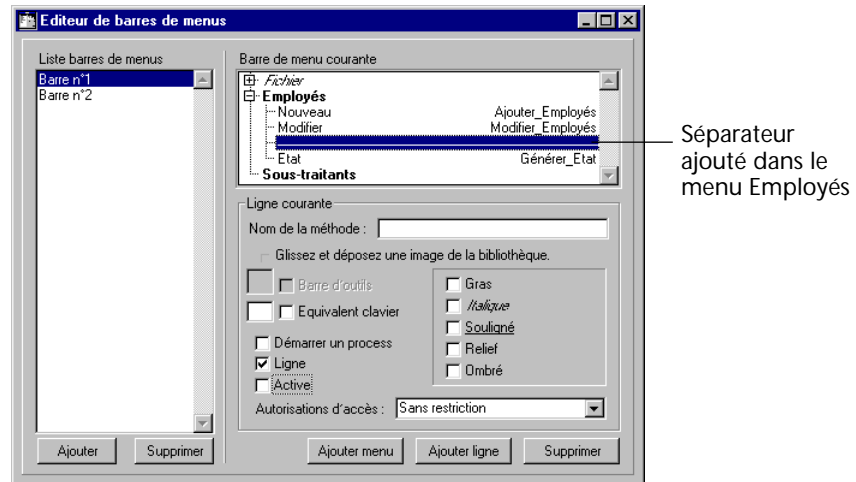 Editeur de barres de menus
Liste barres de menus
Barre n°1
Barre n°2
Ajouter
Supprimer
Barre de menu courante
Fichier
Employés
Nouveau Ajouter_Employés
Modifier Modifier_Employés
Etat Générer_Etat
Sous-traitants
Ligne courante
Nom de la méthode :
Glissez et déposez une image de la bibliothèque.
Barre d'outils
Equivalent clavier
Démarrer un process
Ligne
Active
Gras
Italique
Souligné
Relief
Ombré
Autorisations d'accès : Sans restriction
Ajouter menu
Ajouter ligne
Supprimer
Séparateur
ajouté dans le
menu Employés